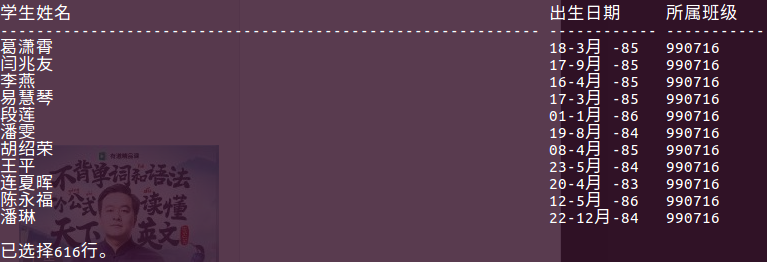 学生姓名 出生日期 所属班级
------------------------------------------------------------ ------------ ------------
葛潇霄 18-3月 -85 990716
闫兆友 17-9月 -85 990716
李燕 16-4月 -85 990716
易慧琴 17-3月 -85 990716
段莲 01-1月 -86 990716
潘雯 19-8月 -84 990716
胡绍荣 08-4月 -85 990716
王平 23-5月 -84 990716
连夏晖 20-4月 -83 990716
陈永福 12-5月 -86 990716
潘琳 22-12月-84 990716
已选择616行。
有道精品课
不背单词和语法
个公式 读懂
天下 英文